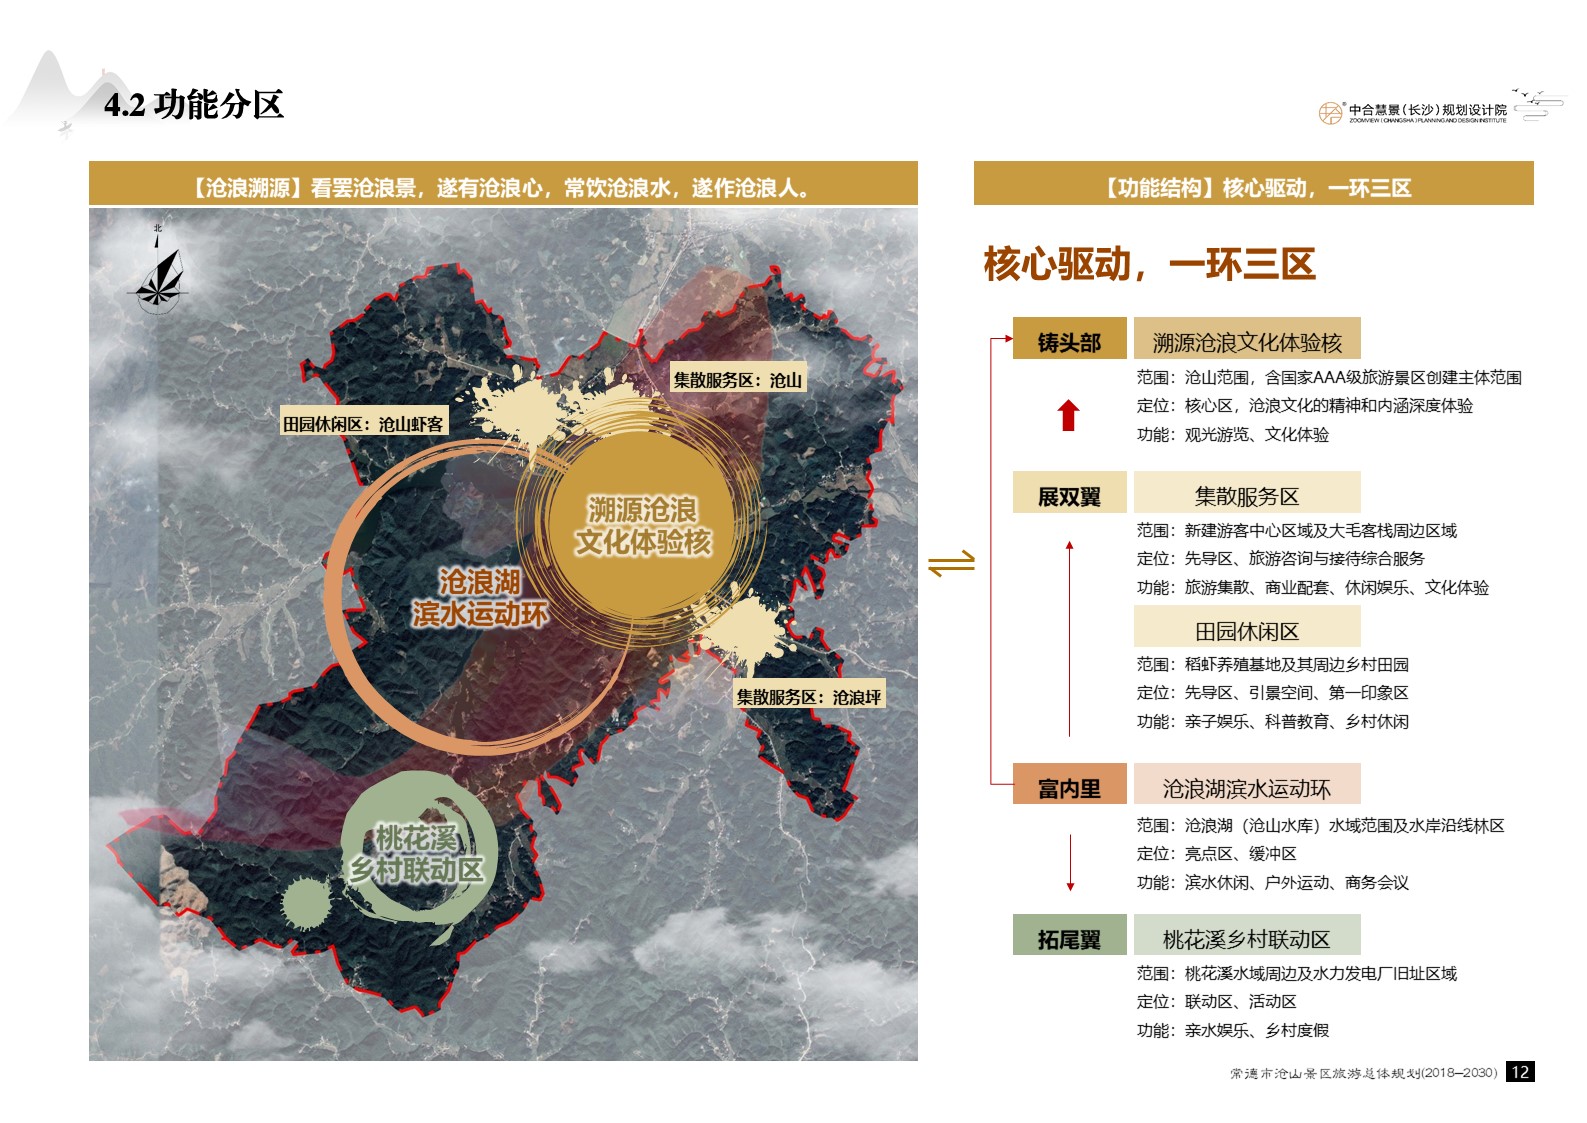 4.2 功能分区
中合慧景（长沙）规划设计院
ZOOMVIEW ( CHANGSHA ) PLANNING AND DESIGN INSTITUTE
【沧浪溯源】看罢沧浪景，遂有沧浪心，常饮沧浪水，遂作沧浪人。
北
集散服务区：沧山
田园休闲区：沧山虾客
溯源沧浪
文化体验核
沧浪湖
滨水运动环
集散服务区：沧浪坪
桃花溪
乡村联动区
【功能结构】核心驱动，一环三区
核心驱动，一环三区
铸头部
溯源沧浪文化体验核
范围：沧山范围，含国家AAA级旅游景区创建主体范围
定位：核心区，沧浪文化的精神和内涵深度体验
功能：观光游览、文化体验
展双翼
集散服务区
范围：新建游客中心区域及大毛客栈周边区域
定位：先导区、旅游咨询与接待综合服务
功能：旅游集散、商业配套、休闲娱乐、文化体验
田园休闲区
范围：稻虾养殖基地及其周边乡村田园
定位：先导区、引景空间、第一印象区
功能：亲子娱乐、科普教育、乡村休闲
富内里
沧浪湖滨水运动环
范围：沧浪湖（沧山水库）水域范围及水岸沿线林区
定位：亮点区、缓冲区
功能：滨水休闲、户外运动、商务会议
拓尾翼
桃花溪乡村联动区
范围：桃花溪水域周边及水力发电厂旧址区域
定位：联动区、活动区
功能：亲水娱乐、乡村度假
常德市沧山景区旅游总体规划(2018—2030)
12